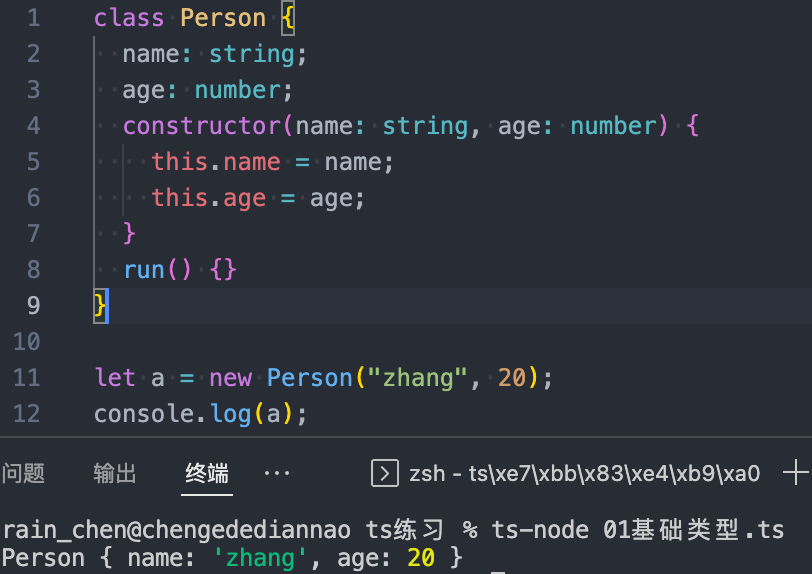 1 class Person {
2 name: string;
3 age: number;
4 constructor(name: string, age: number) {
5 this.name = name;
6 this.age = age;
7 }
8 run() {}
9 }
10
11 let a = new Person("zhang", 20);
12 console.log(a);
问题 输出 终端 ··· zsh - ts\xe7\xbb\x83\xe4\xb9\xa0 +
rain_chen@chengedediannao ts练习 % ts-node 01基础类型.ts
Person { name: 'zhang', age: 20 }